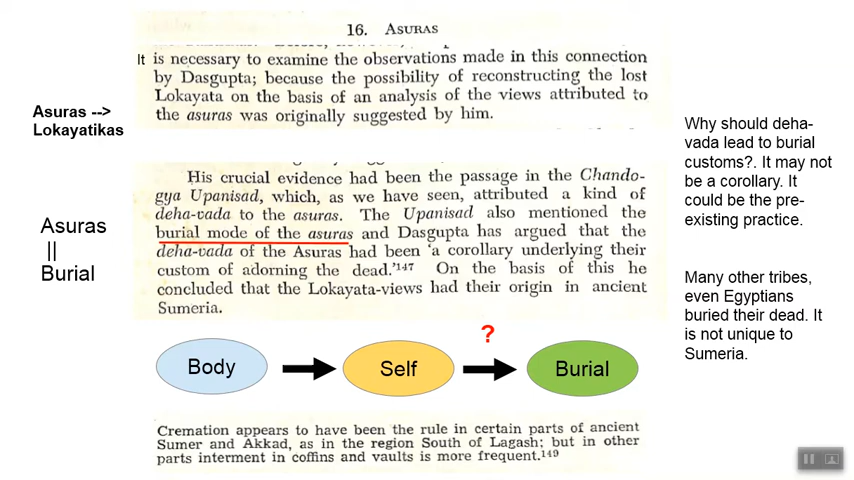 16. ASURAS
It is necessary to examine the observations made in this connection
by Dasgupta; because the possibility of reconstructing the lost
Lokayata on the basis of an analysis of the views attributed to
the asuras was originally suggested by him.
Asuras -->
Lokayatikas
His crucial evidence had been the passage in the Chando-
gya Upanisad, which, as we have seen, attributed a kind of
deha-vada to the asuras. The Upanisad also mentioned the
burial mode of the asuras and Dasgupta has argued that the
deha-vada of the Asuras had been 'a corollary underlying their
custom of adorning the dead.'147 On the basis of this he
concluded that the Lokayata-views had their origin in ancient
Sumeria.
Asuras
||
Burial
Why should deha-
vada lead to burial
customs?. It may not
be a corollary. It
could be the pre-
existing practice.
Many other tribes,
even Egyptians
buried their dead. It
is not unique to
Sumeria.
?
Body
Self
Burial
Cremation appears to have been the rule in certain parts of ancient
Sumer and Akkad, as in the region South of Lagash; but in other
parts interment in coffins and vaults is more frequent.149